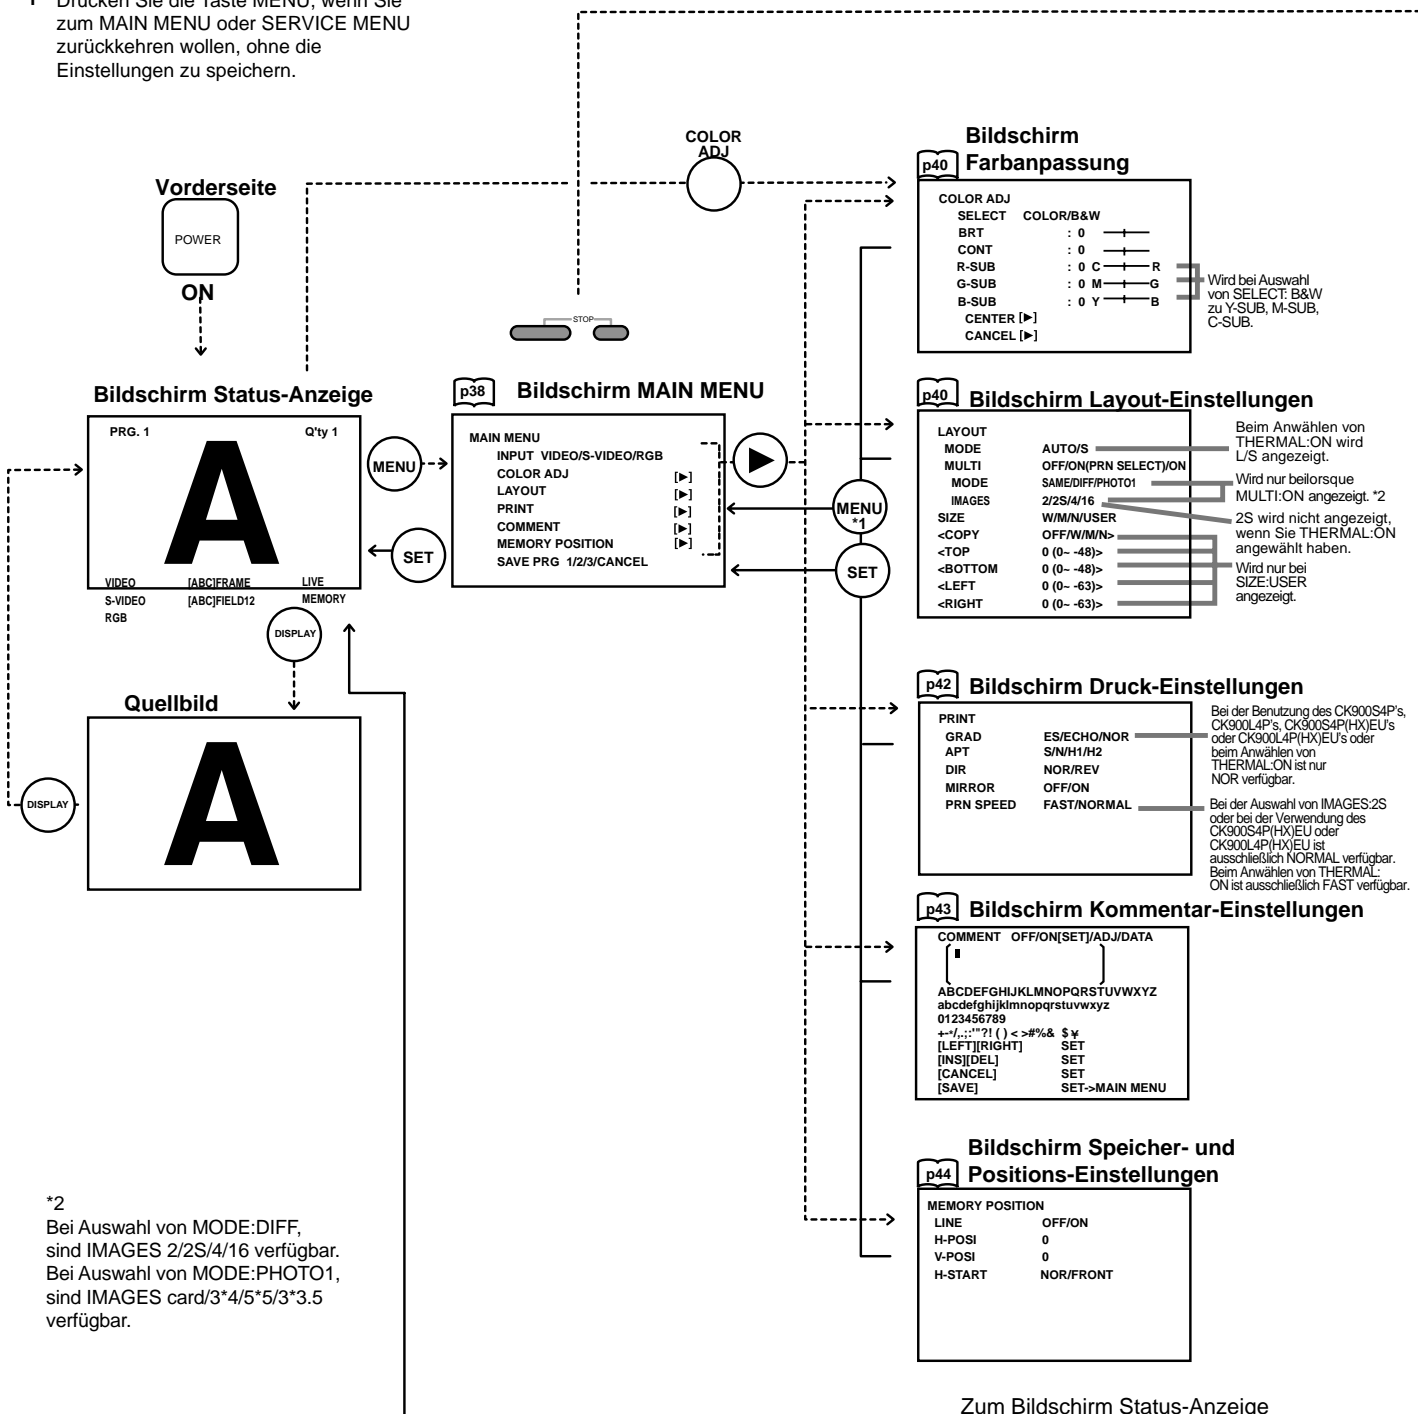 Drücken Sie die Taste MENU, wenn Sie
zum MAIN MENU oder SERVICE MENU
zurückkehren wollen, ohne die
Einstellungen zu speichern.
COLOR
ADJ
Vorderseite
POWER
ON
STOP
Bildschirm Status-Anzeige
PRG. 1 Q'ty 1
A
VIDEO [ABC]FRAME LIVE
S-VIDEO [ABC]FIELD12 MEMORY
RGB
MENU
SET
DISPLAY
Quellbild
A
DISPLAY
p38 Bildschirm MAIN MENU
MAIN MENU
INPUT VIDEO/S-VIDEO/RGB
COLOR ADJ [►]
LAYOUT [►]
PRINT [►]
COMMENT [►]
MEMORY POSITION [►]
SAVE PRG 1/2/3/CANCEL
MENU
*1
SET
Bildschirm
p40 Farbanpassung
COLOR ADJ
SELECT COLOR/B&W
BRT : 0
CONT : 0
R-SUB : 0 C R
G-SUB : 0 M G
B-SUB : 0 Y B
CENTER [►]
CANCEL [►]
Wird bei Auswahl
von SELECT: B&W
zu Y-SUB, M-SUB,
C-SUB.
p40 Bildschirm Layout-Einstellungen
LAYOUT
MODE AUTO/S
MULTI OFF/ON(PRN SELECT)/ON
MODE SAME/DIFF/PHOTO1
IMAGES 2/2S/4/16
SIZE W/M/N/USER
<COPY OFF/W/M/N>
<TOP 0 (0~ -48)>
<BOTTOM 0 (0~ -48)>
<LEFT 0 (0~ -63)>
<RIGHT 0 (0~ -63)>
Beim Anwählen von
THERMAL:ON wird
L/S angezeigt.
Wird nur beilorsque
MULTI:ON angezeigt. *2
2S wird nicht angezeigt,
wenn Sie THERMAL:ON
angewählt haben.
Wird nur bei
SIZE:USER
angezeigt.
p42 Bildschirm Druck-Einstellungen
PRINT
GRAD ES/ECHO/NOR
APT S/N/H1/H2
DIR NOR/REV
MIRROR OFF/ON
PRN SPEED FAST/NORMAL
Bei der Benutzung des CK900S4P's,
CK900L4P's, CK900S4P(HX)EU's
oder CK900L4P(HX)EU's oder
beim Anwählen von
THERMAL:ON ist nur
NOR verfügbar.
Bei der Auswahl von IMAGES:2S
oder bei der Verwendung des
CK900S4P(HX)EU oder
CK900L4P(HX)EU ist
ausschließlich NORMAL verfügbar.
Beim Anwählen von THERMAL:
ON ist ausschließlich FAST verfügbar.
p43 Bildschirm Kommentar-Einstellungen
COMMENT OFF/ON[SET]/ADJ/DATA
ABCDEFGHIJKLMNOPQRSTUVWXYZ
abcdefghijklmnopqrstuvwxyz
0123456789
+-*/,.;:'"?! ( ) < >#%& $ ¥
[LEFT][RIGHT] SET
[INS][DEL] SET
[CANCEL] SET
[SAVE] SET->MAIN MENU
Bildschirm Speicher- und
p44 Positions-Einstellungen
MEMORY POSITION
LINE OFF/ON
H-POSI 0
V-POSI 0
H-START NOR/FRONT
*2
Bei Auswahl von MODE:DIFF,
sind IMAGES 2/2S/4/16 verfügbar.
Bei Auswahl von MODE:PHOTO1,
sind IMAGES card/3*4/5*5/3*3.5
verfügbar.
Zum Bildschirm Status-Anzeige